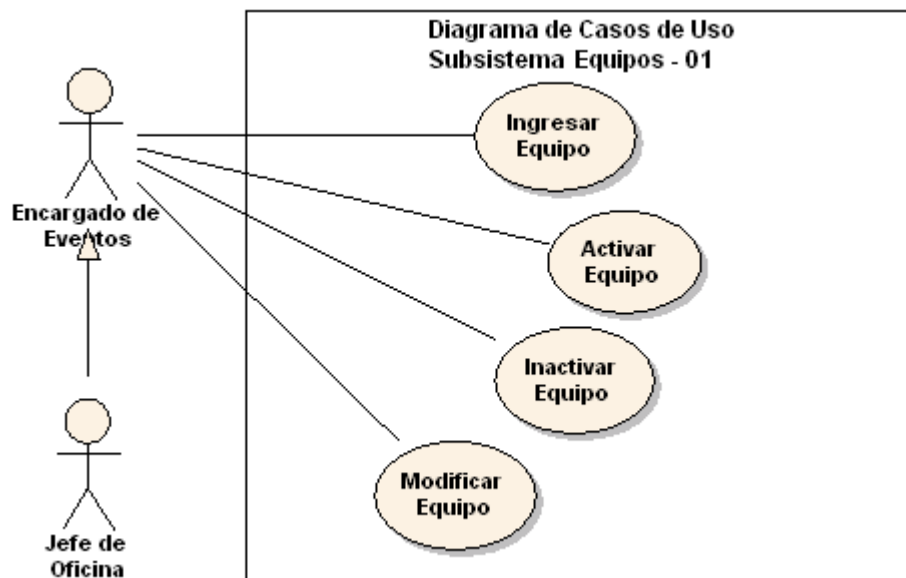 Diagrama de Casos de Uso
Subsistema Equipos - 01
Ingresar
Equipo
Encargado de
Eventos
Activar
Equipo
Inactivar
Equipo
Modificar
Equipo
Jefe de
Oficina